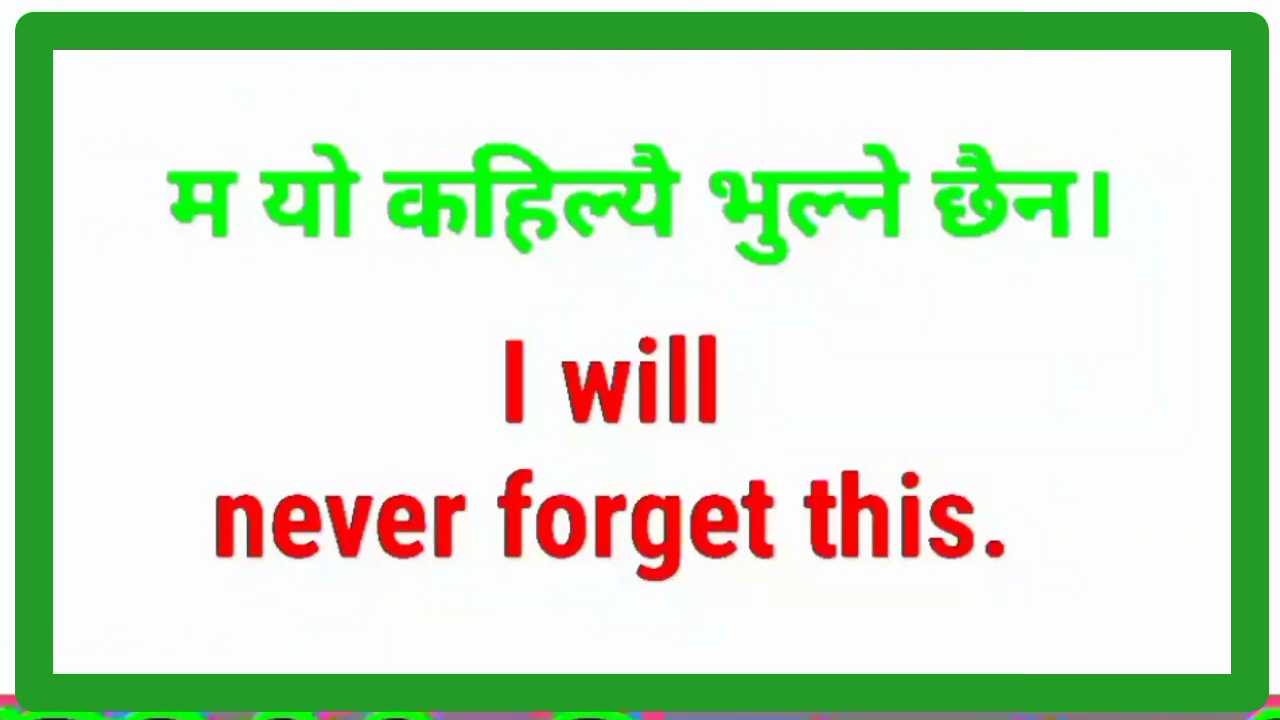 म यो कहिल्यै भुल्ने छैन।
I will
never forget this.